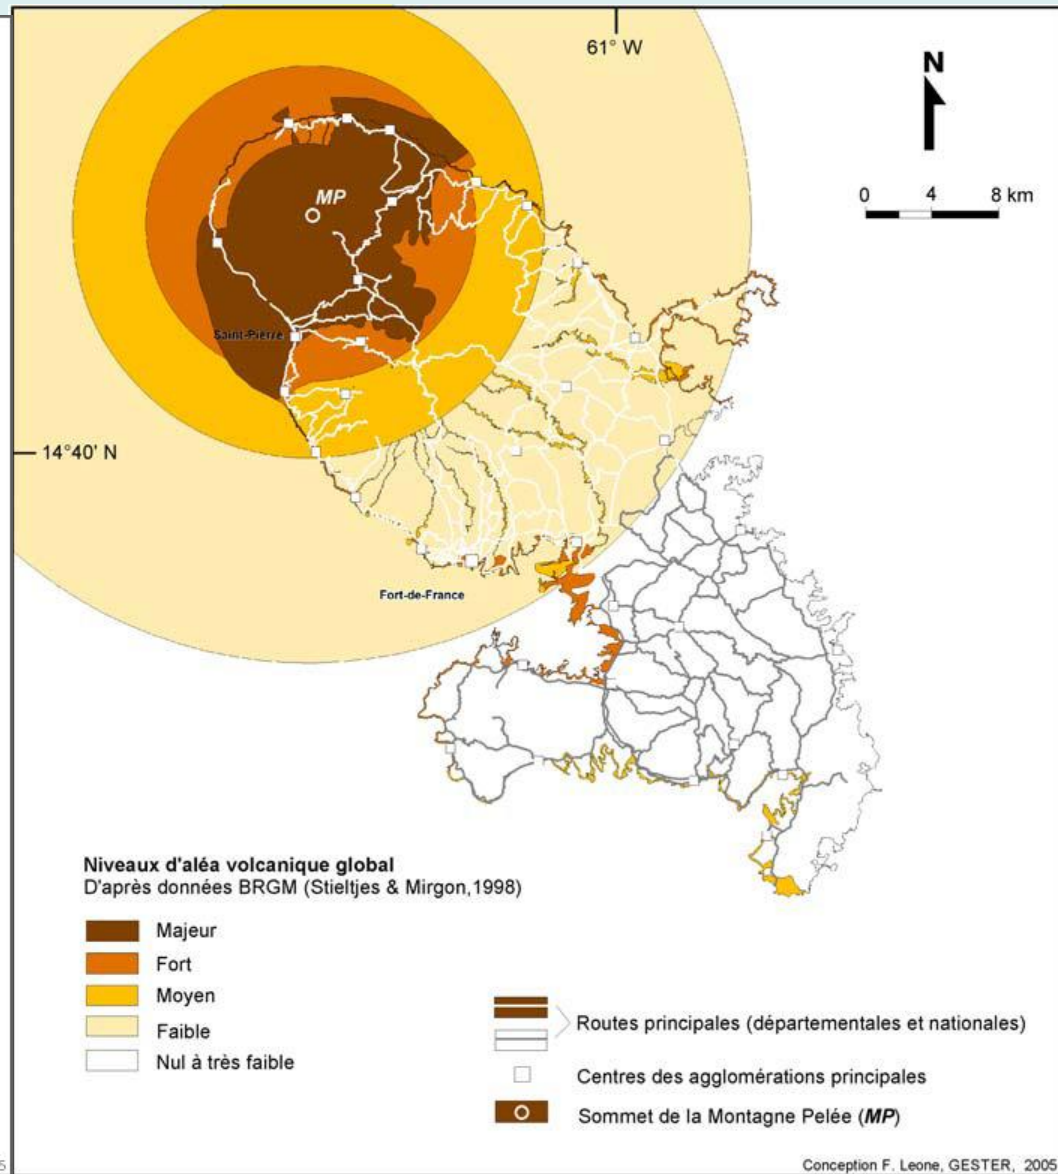 61° W
N
0 4 8 km
MP
Saint-Pierre
14°40' N
Fort-de-France
Niveaux d'aléa volcanique global
D'après données BRGM (Stieltjes & Mirgon,1998)
Majeur
Fort
Moyen
Faible
Nul à très faible
Routes principales (départementales et nationales)
Centres des agglomérations principales
Sommet de la Montagne Pelée (MP)
5
Conception F. Leone, GESTER, 2005